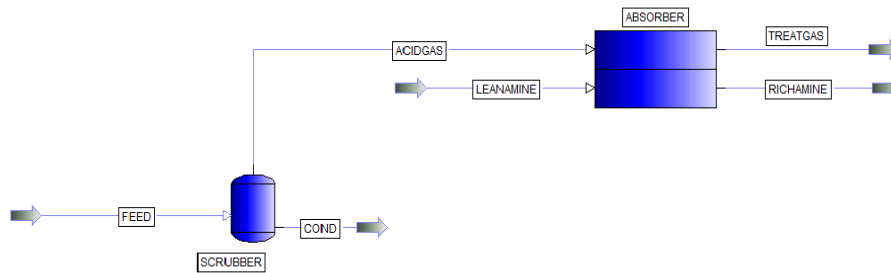 ABSORBER
TREATGAS
ACIDGAS
LEANAMINE
RICHAMINE
FEED
COND
SCRUBBER